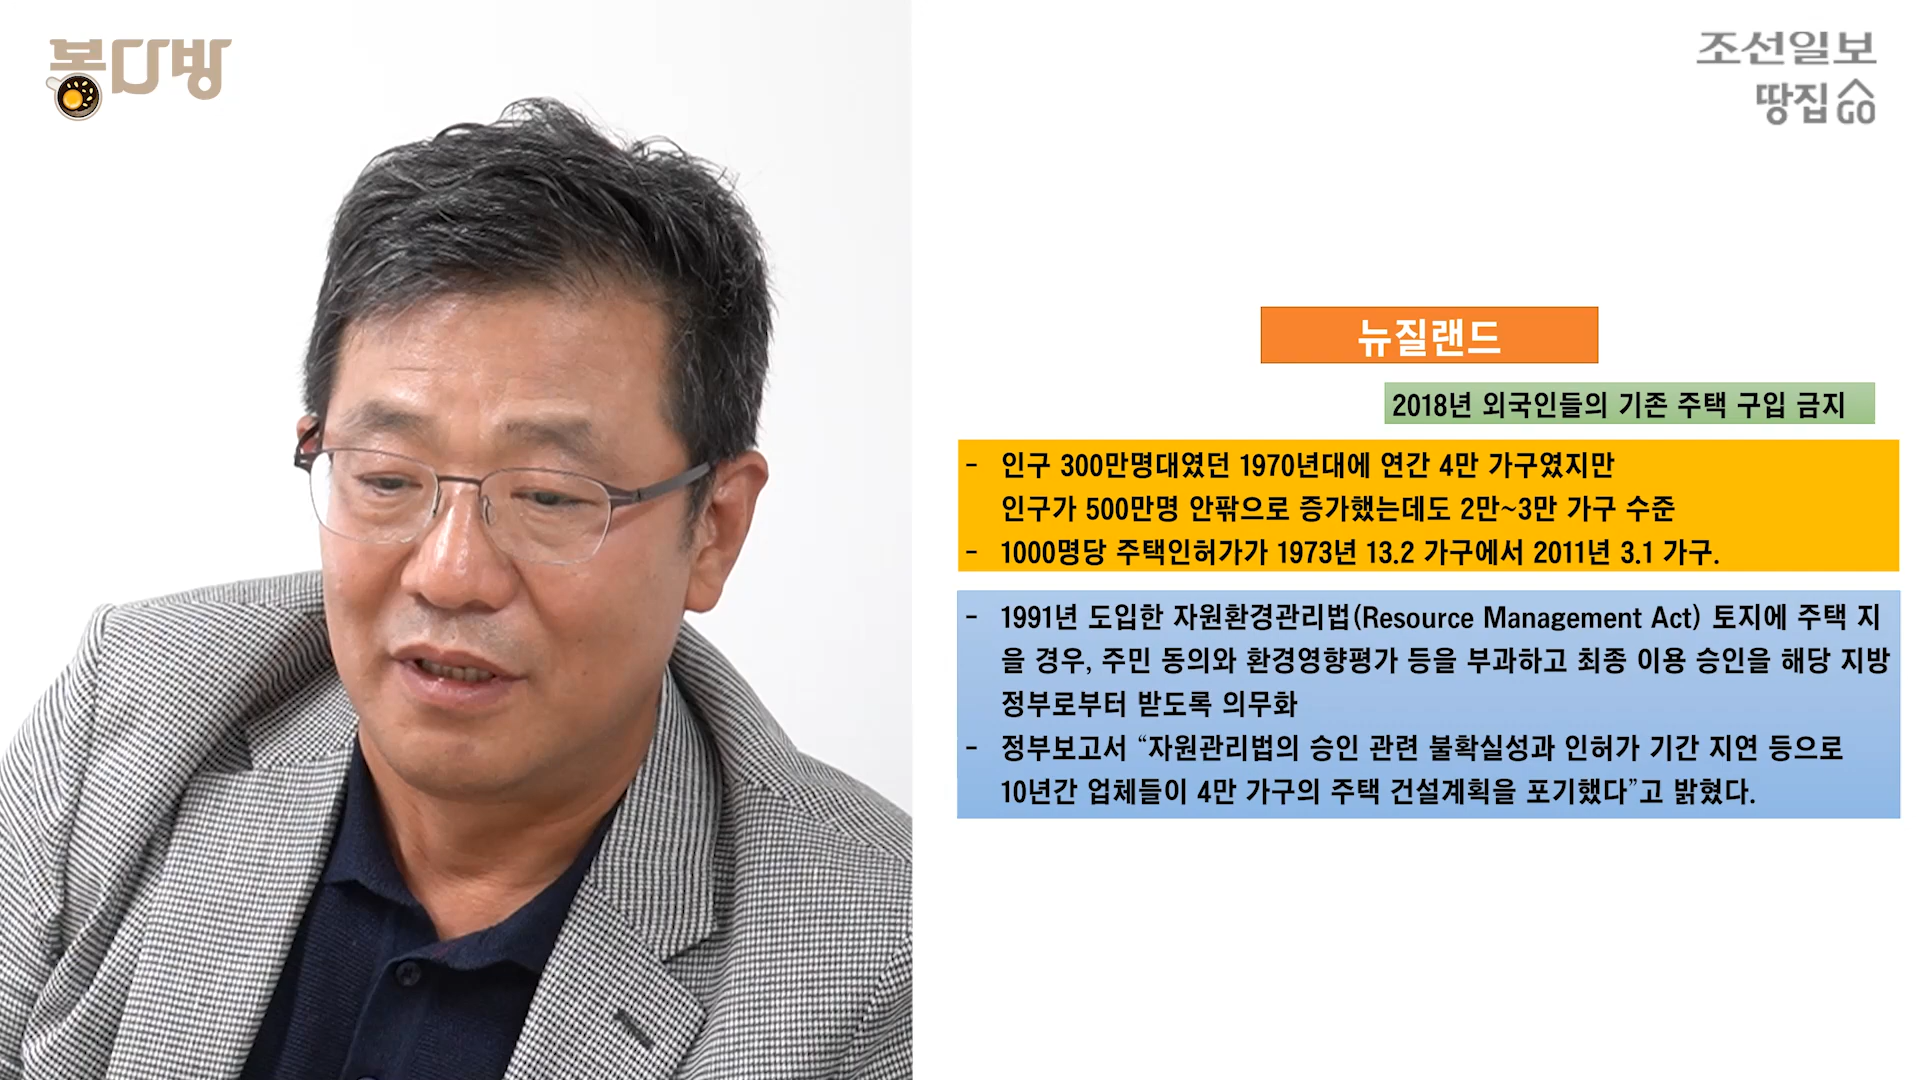 봉다방
조선일보
땅집GO
뉴질랜드
2018년 외국인들의 기존 주택 구입 금지
- 인구 300만명대였던 1970년대에 연간 4만 가구였지만
인구가 500만명 안팎으로 증가했는데도 2만~3만 가구 수준
- 1000명당 주택인허가가 1973년 13.2 가구에서 2011년 3.1 가구.
- 1991년 도입한 자원환경관리법(Resource Management Act) 토지에 주택 지
을 경우, 주민 동의와 환경영향평가 등을 부과하고 최종 이용 승인을 해당 지방
정부로부터 받도록 의무화
- 정부보고서 “자원관리법의 승인 관련 불확실성과 인허가 기간 지연 등으로
10년간 업체들이 4만 가구의 주택 건설계획을 포기했다”고 밝혔다.